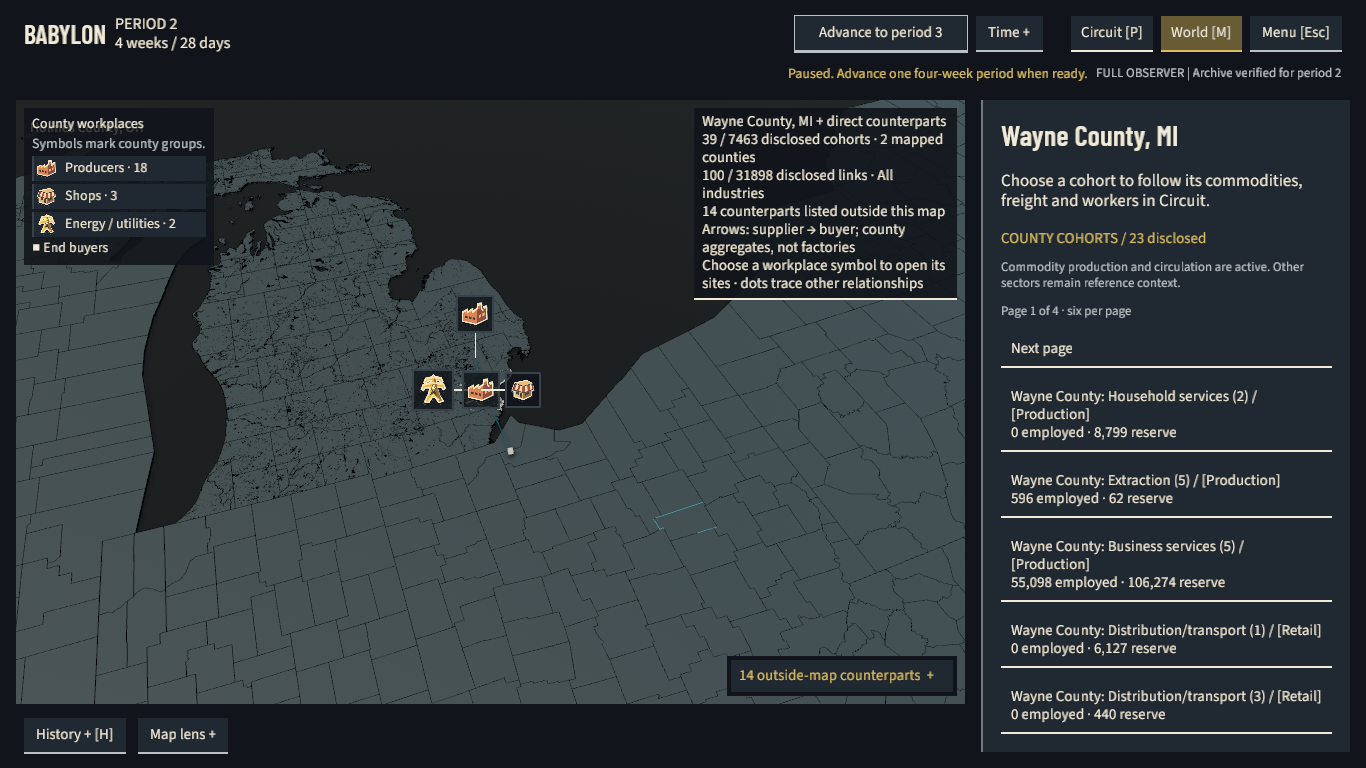 BABYLON
PERIOD 2
4 weeks / 28 days
Advance to period 3
Time +
Circuit [P]
World [M]
Menu [Esc]
Paused. Advance one four-week period when ready.
FULL OBSERVER | Archive verified for period 2
County workplaces
Symbols mark county groups.
Producers · 18
Shops · 3
Energy / utilities · 2
■ End buyers
Wayne County, MI + direct counterparts
39 / 7463 disclosed cohorts · 2 mapped
counties
100 / 31898 disclosed links · All
industries
14 counterparts listed outside this map
Arrows: supplier → buyer; county
aggregates, not factories
Choose a workplace symbol to open its
sites · dots trace other relationships
14 outside-map counterparts +
History + [H]
Map lens +
Wayne County, MI
Choose a cohort to follow its commodities,
freight and workers in Circuit.
COUNTY COHORTS / 23 disclosed
Commodity production and circulation are active. Other
sectors remain reference context.
Page 1 of 4 · six per page
Next page
Wayne County: Household services (2) /
[Production]
0 employed · 8,799 reserve
Wayne County: Extraction (5) / [Production]
596 employed · 62 reserve
Wayne County: Business services (5) /
[Production]
55,098 employed · 106,274 reserve
Wayne County: Distribution/transport (1) / [Retail]
0 employed · 6,127 reserve
Wayne County: Distribution/transport (3) / [Retail]
0 employed · 440 reserve